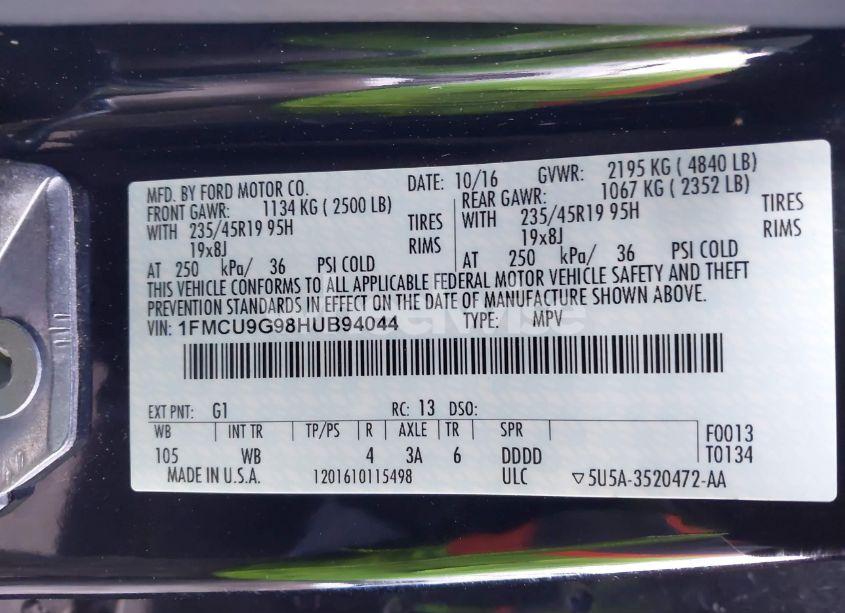 MFD. BY FORD MOTOR CO. DATE: 10/16 GVWR: 2195 KG ( 4840 LB)
FRONT GAWR: 1134 KG ( 2500 LB) REAR GAWR: 1067 KG ( 2352 LB)
WITH 235/45R19 95H TIRES WITH 235/45R19 95H TIRES
19x8J RIMS 19x8J RIMS
AT 250 kPa/ 36 PSI COLD AT 250 kPa/ 36 PSI COLD
THIS VEHICLE CONFORMS TO ALL APPLICABLE FEDERAL MOTOR VEHICLE SAFETY AND THEFT
PREVENTION STANDARDS IN EFFECT ON THE DATE OF MANUFACTURE SHOWN ABOVE.
VIN: 1FMCU9G98HUB94044 TYPE: MPV
EXT PNT: G1 RC: 13 DSO:
WB INT TR TP/PS R AXLE TR SPR F0013
105 WB 4 3A 6 DDDD T0134
MADE IN U.S.A. 1201610115498 ULC ▽5U5A-3520472-AA